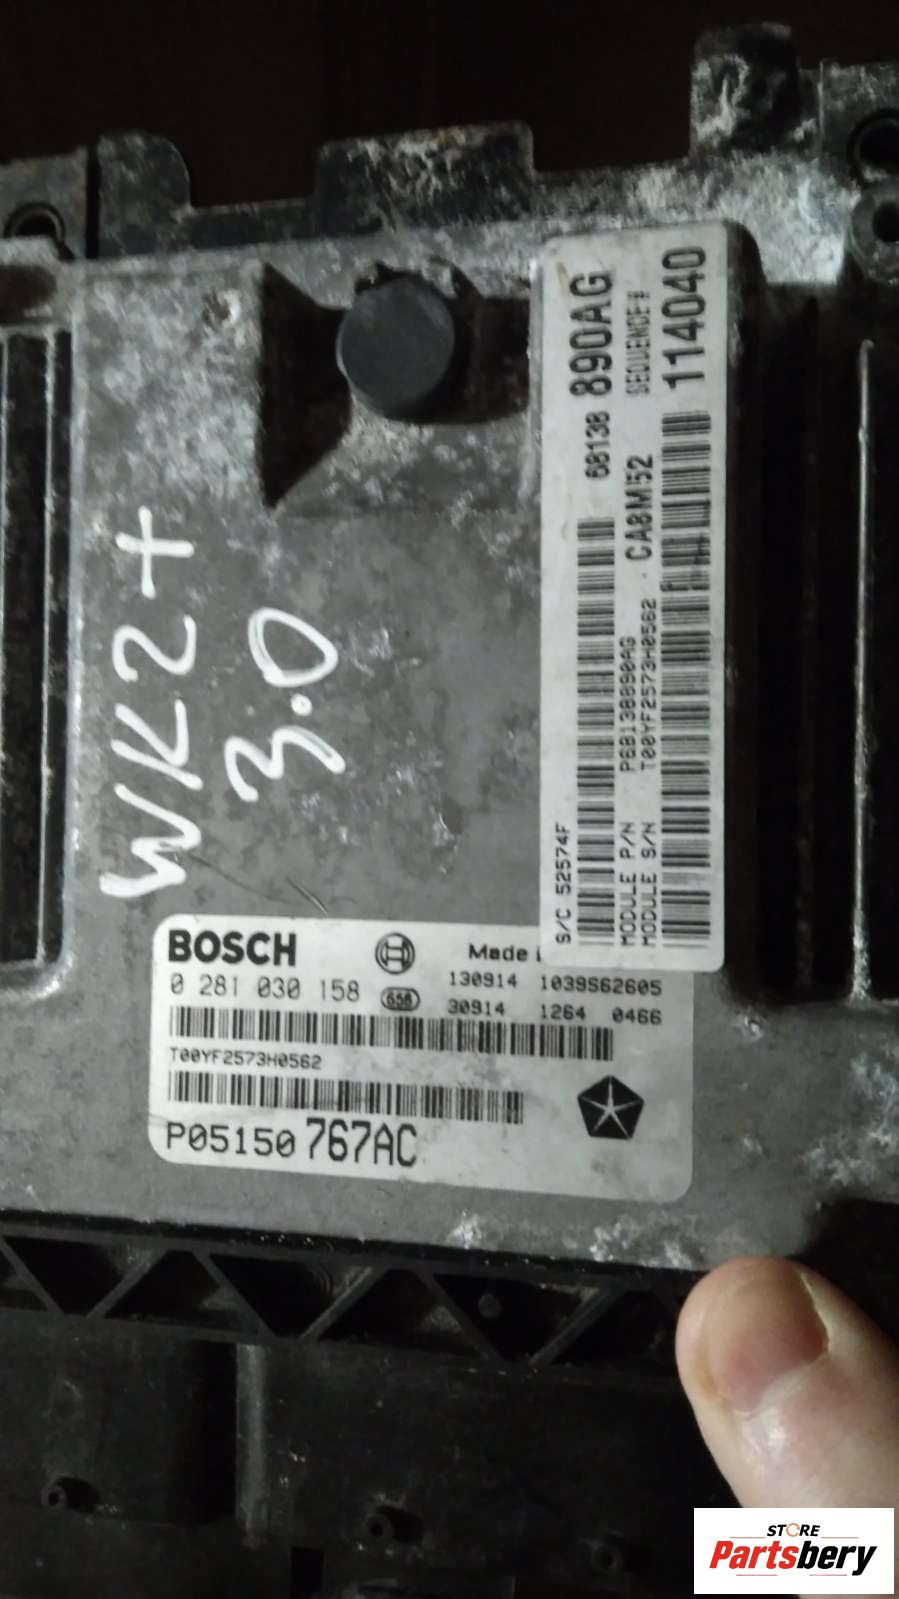 WK2+
3.0
68138 890AG
SEQUENCE#
CA8M52 114040
S/C 52574F
MODULE P/N P68138890AG
MODULE S/N T00YF2573H0562
BOSCH
Made
0 281 030 158
656
130914 1039S62605
30914 1264 0466
T00YF2573H0562
P05150767AC
STORE
Partsbery